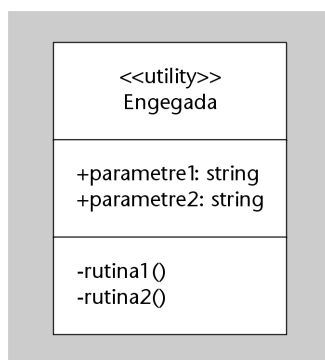 <<utility>>
Engegada
+parametre1: string
+parametre2: string
-rutina1()
-rutina2()